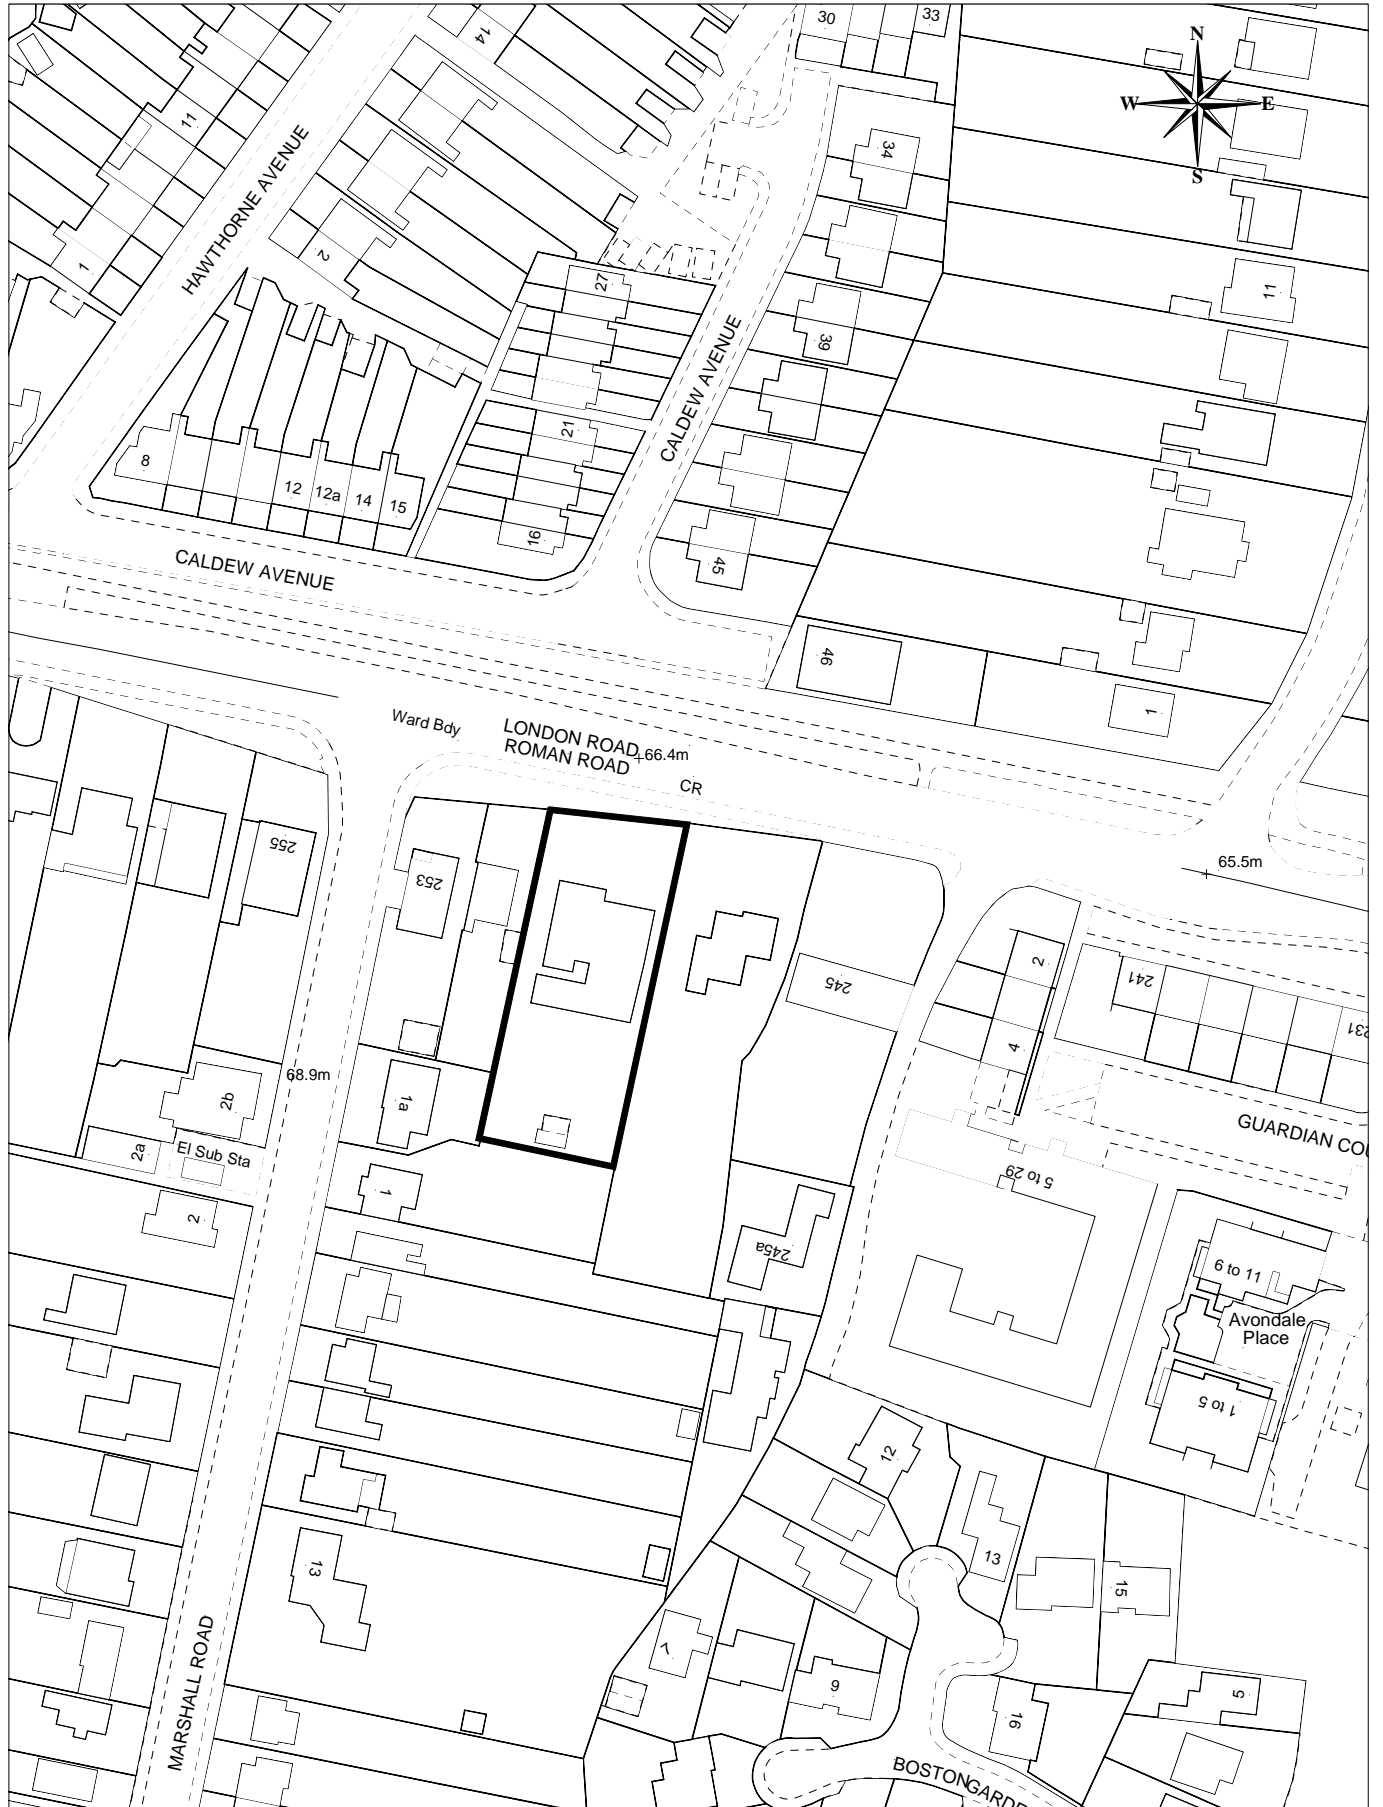 30
33
14
N
W
E
S
11
34
HAWTHORNE AVENUE
1
2
27
11
39
CALDEW AVENUE
21
8
12
12a
14
15
16
45
CALDEW AVENUE
46
1
Ward Bdy
LONDON ROAD
ROMAN ROAD
66.4m
CR
65.5m
255
253
245
2
241
231
4
68.9m
2b
1a
2a
El Sub Sta
GUARDIAN COU
5 to 29
1
2
245a
6 to 11
Avondale
Place
1 to 5
12
13
13
15
7
9
5
16
MARSHALL ROAD
BOSTON GARDE